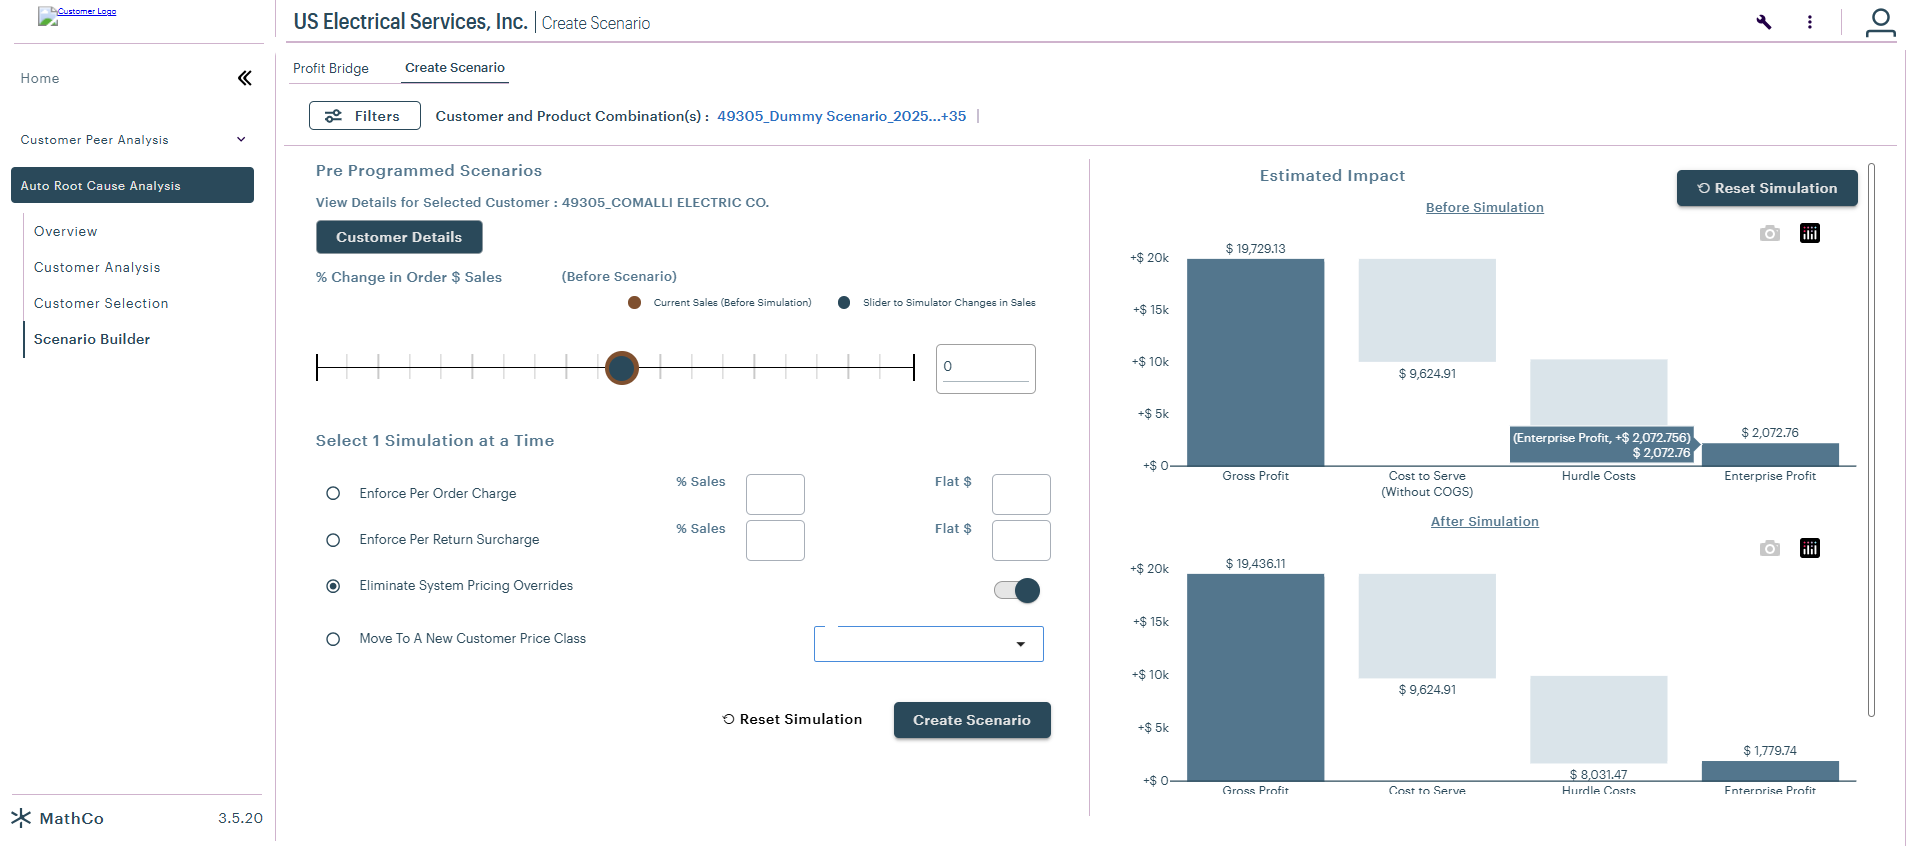 Customer Logo
US Electrical Services, Inc. | Create Scenario
Home
Customer Peer Analysis
Auto Root Cause Analysis
Overview
Customer Analysis
Customer Selection
Scenario Builder
MathCo 3.5.20
Profit Bridge Create Scenario
Filters Customer and Product Combination(s) : 49305_Dummy Scenario_2025...+35 |
Pre Programmed Scenarios
View Details for Selected Customer : 49305_COMALLI ELECTRIC CO.
Customer Details
% Change in Order $ Sales (Before Scenario)
Current Sales (Before Simulation) Slider to Simulator Changes in Sales
0
Select 1 Simulation at a Time
Enforce Per Order Charge % Sales Flat $
Enforce Per Return Surcharge % Sales Flat $
Eliminate System Pricing Overrides
Move To A New Customer Price Class
Reset Simulation Create Scenario
Estimated Impact
Reset Simulation
Before Simulation
$ 19,729.13
+$ 20k
+$ 15k
+$ 10k
$ 9,624.91
+$ 5k
(Enterprise Profit, +$ 2,072.756)
$ 2,072.76
$ 2,072.76
+$ 0
Gross Profit Cost to Serve Hurdle Costs Enterprise Profit
(Without COGS)
After Simulation
$ 19,436.11
+$ 20k
+$ 15k
+$ 10k
$ 9,624.91
+$ 5k
$ 1,779.74
$ 8,031.47
+$ 0
Gross Profit Cost to Serve Hurdle Costs Enterprise Profit